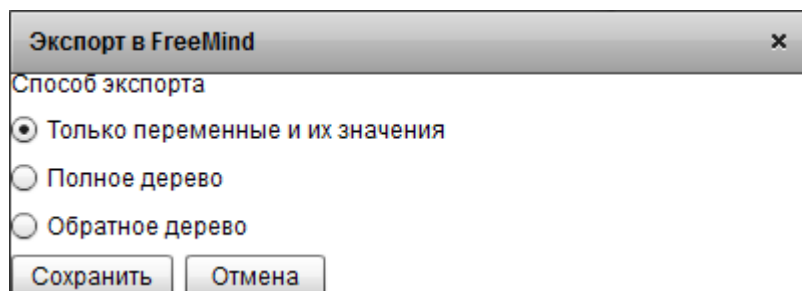 Экспорт в FreeMind
Способ экспорта
Только переменные и их значения
Полное дерево
Обратное дерево
Сохранить Отмена